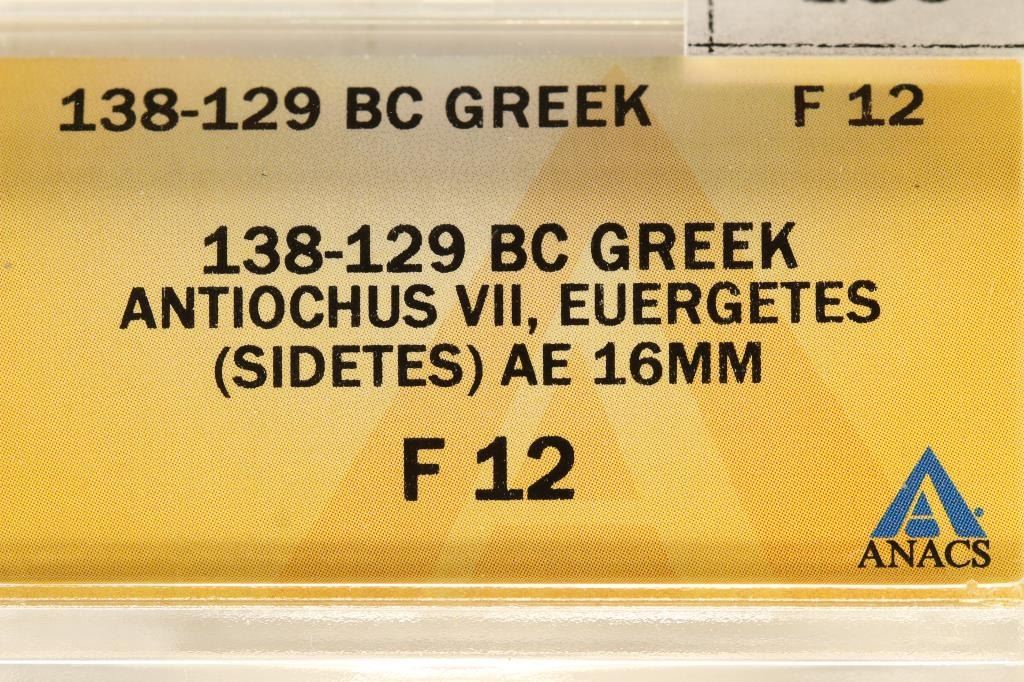 138-129 BC GREEK F 12
138-129 BC GREEK
ANTIOCHUS VII, EUERGETES
(SIDETES) AE 16MM
F 12
A
ANACS